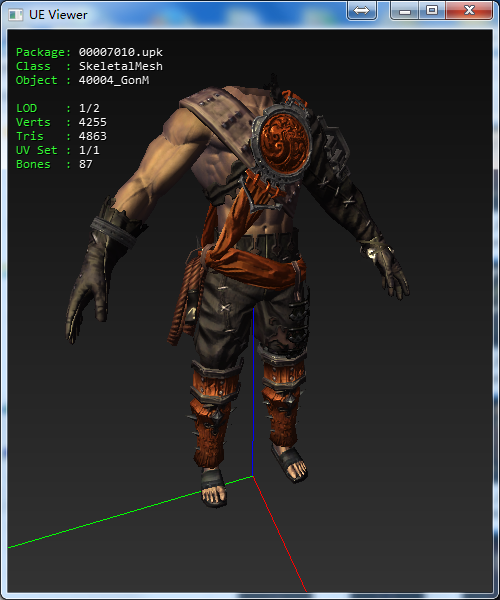 UE Viewer
Package: 00007010.upk
Class : SkeletalMesh
Object : 40004_GonM
LOD : 1/2
Verts : 4255
Tris : 4863
UV Set : 1/1
Bones : 87